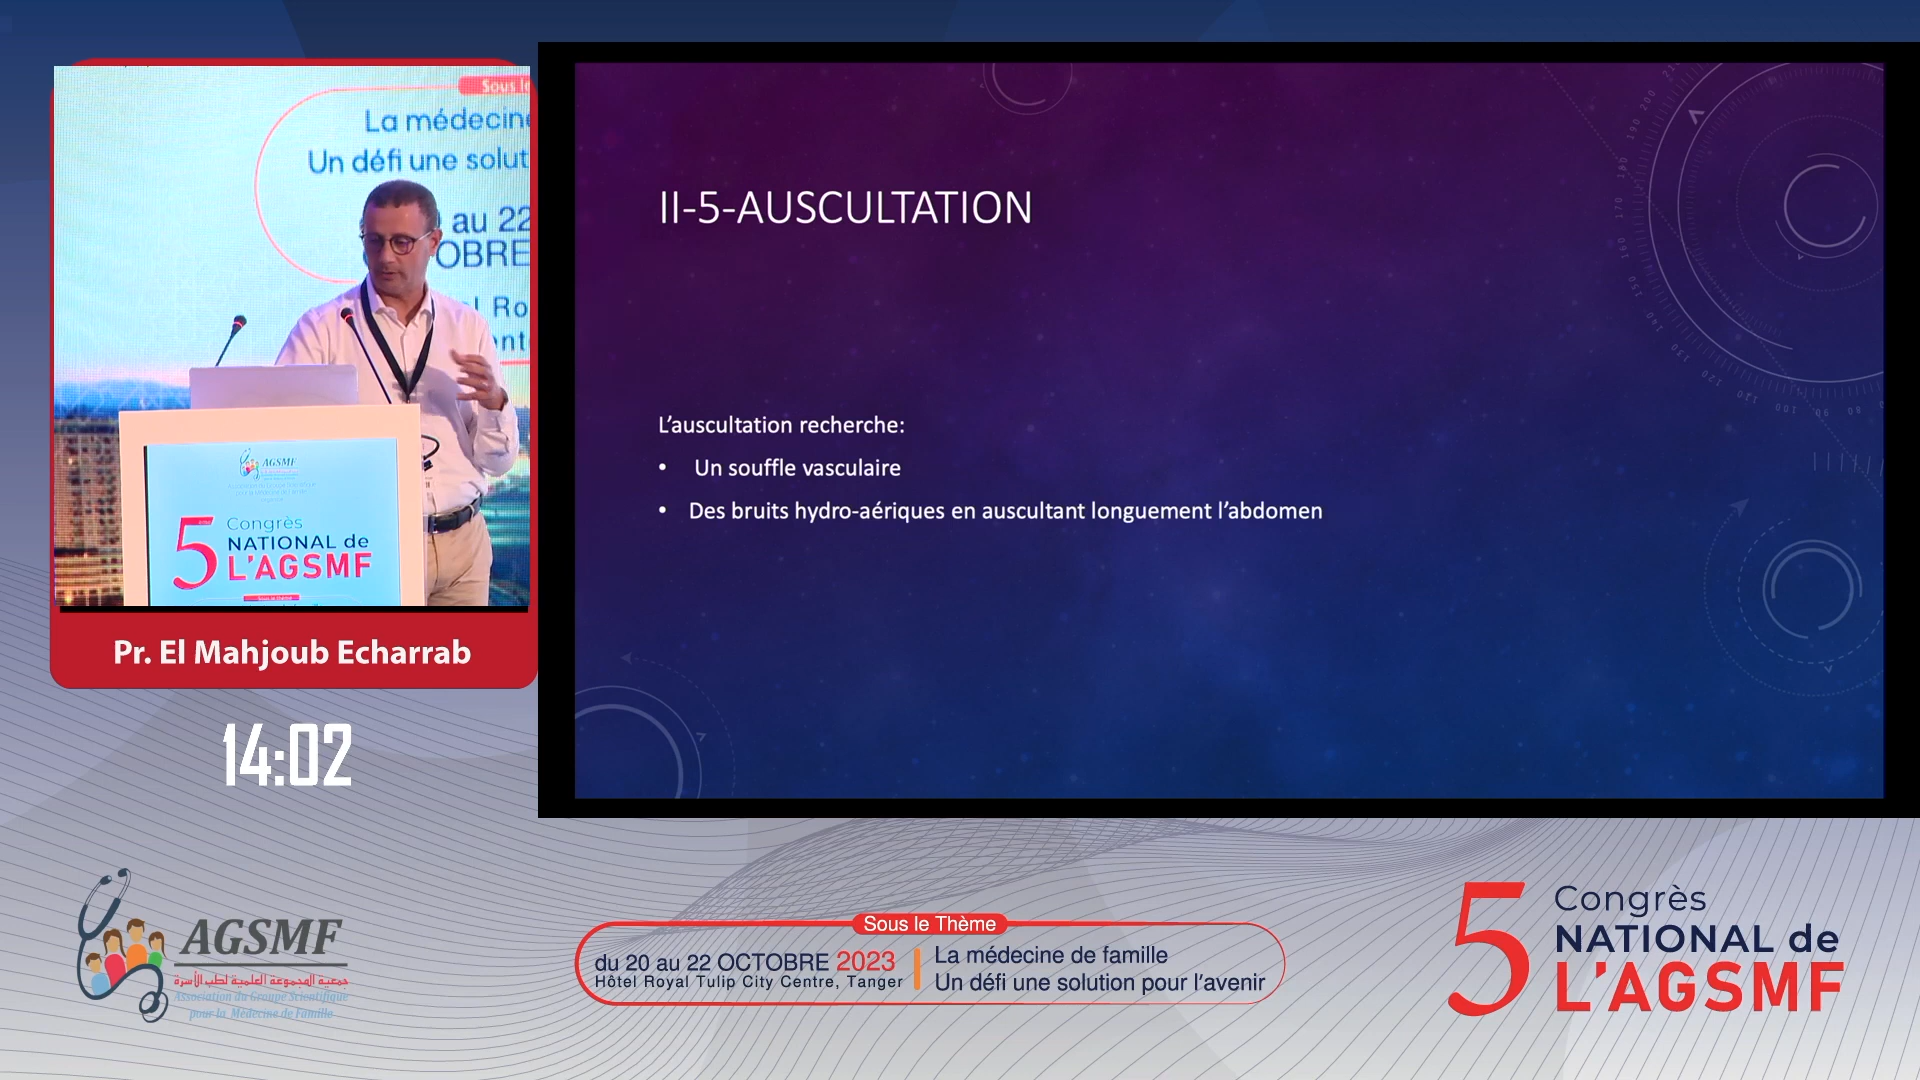 Sous le
La médecine
Un défi une solut
au 22
OBRE
AGSMF
5 Congrès
NATIONAL de
L'AGSMF
Pr. El Mahjoub Echarrab
14:02
II-5-AUSCULTATION
L'auscultation recherche:
• Un souffle vasculaire
• Des bruits hydro-aériques en auscultant longuement l'abdomen
AGSMF
جمعية المجموعة العلمية لطب الأسرة
Association du Groupe Scientifique
pour la Médecine de Famille
Sous le Thème
du 20 au 22 OCTOBRE 2023
Hôtel Royal Tulip City Centre, Tanger
La médecine de famille
Un défi une solution pour l'avenir
5 Congrès
NATIONAL de
L'AGSMF